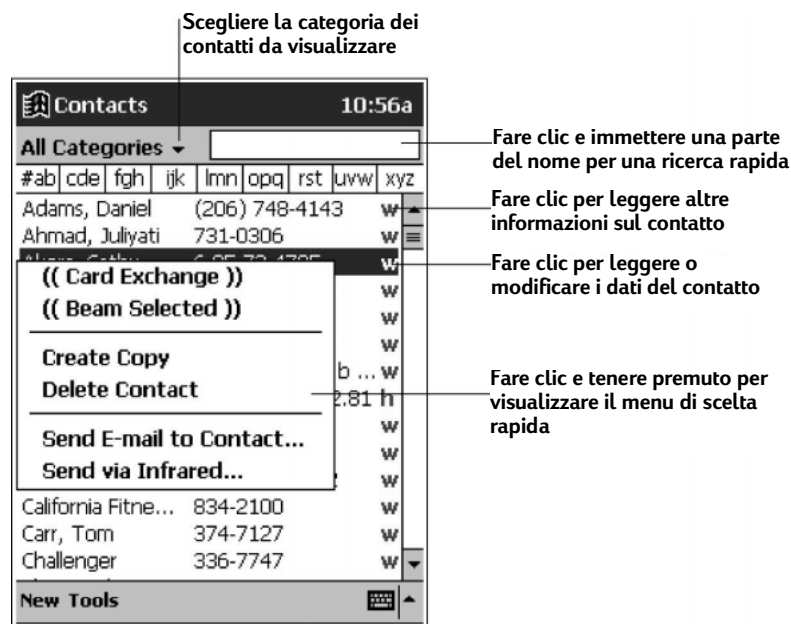 Scegliere la categoria dei
contatti da visualizzare
Contacts 10:56a
All Categories
Fare clic e immettere una parte
del nome per una ricerca rapida
#ab cde fgh ijk lmn opq rst uvw xyz
Adams, Daniel (206) 748-4143 w
Fare clic per leggere altre
informazioni sul contatto
Ahmad, Juliyati 731-0306 w
w
Fare clic per leggere o
modificare i dati del contatto
(( Card Exchange ))
w
(( Beam Selected ))
w
w
Create Copy
b ... w
Delete Contact
2.81 h
Fare clic e tenere premuto per
visualizzare il menu di scelta
rapida
w
Send E-mail to Contact...
w
Send via Infrared...
w
California Fitne... 834-2100 w
Carr, Tom 374-7127 w
Challenger 336-7747 w
New Tools